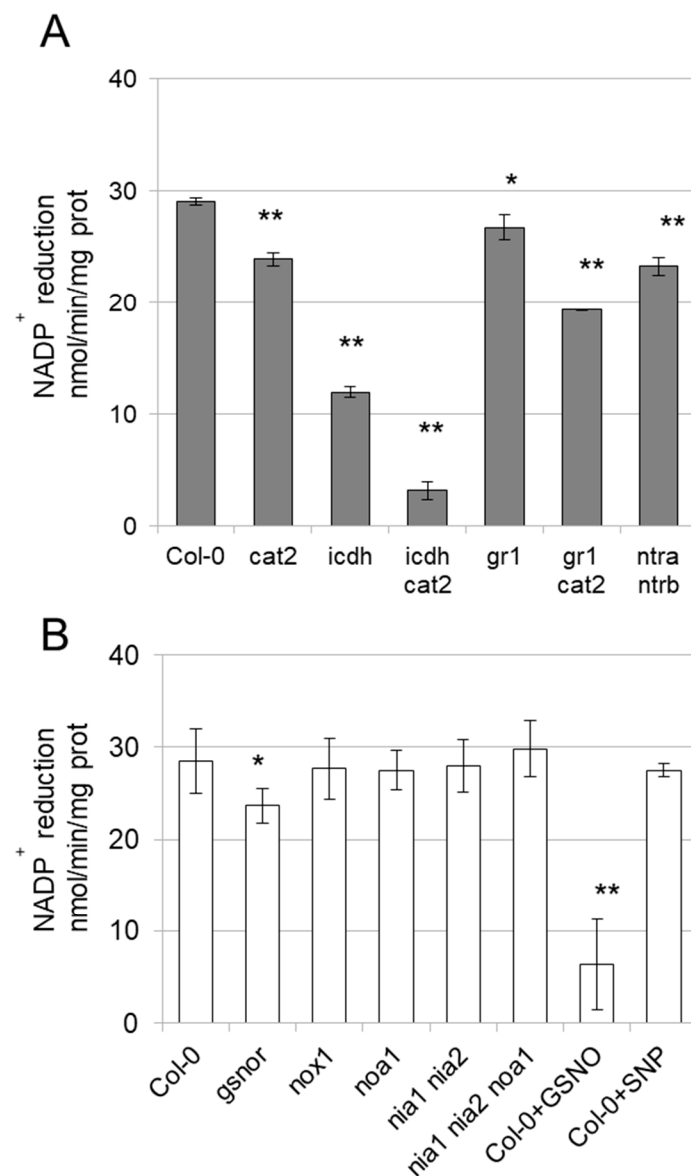 A
40
30
20
10
0
NADP+ reduction
nmol/min/mg prot
**
**
**
*
**
**
Col-0 cat2 icdh icdh gr1 gr1 ntra
cat2 cat2 ntrb
B
40
30
20
10
0
NADP+ reduction
nmol/min/mg prot
*
**
Col-0
gsnor
nox1
noa1
nia1 nia2
nia1 nia2 noa1
Col-0+GSNO
Col-0+SNP